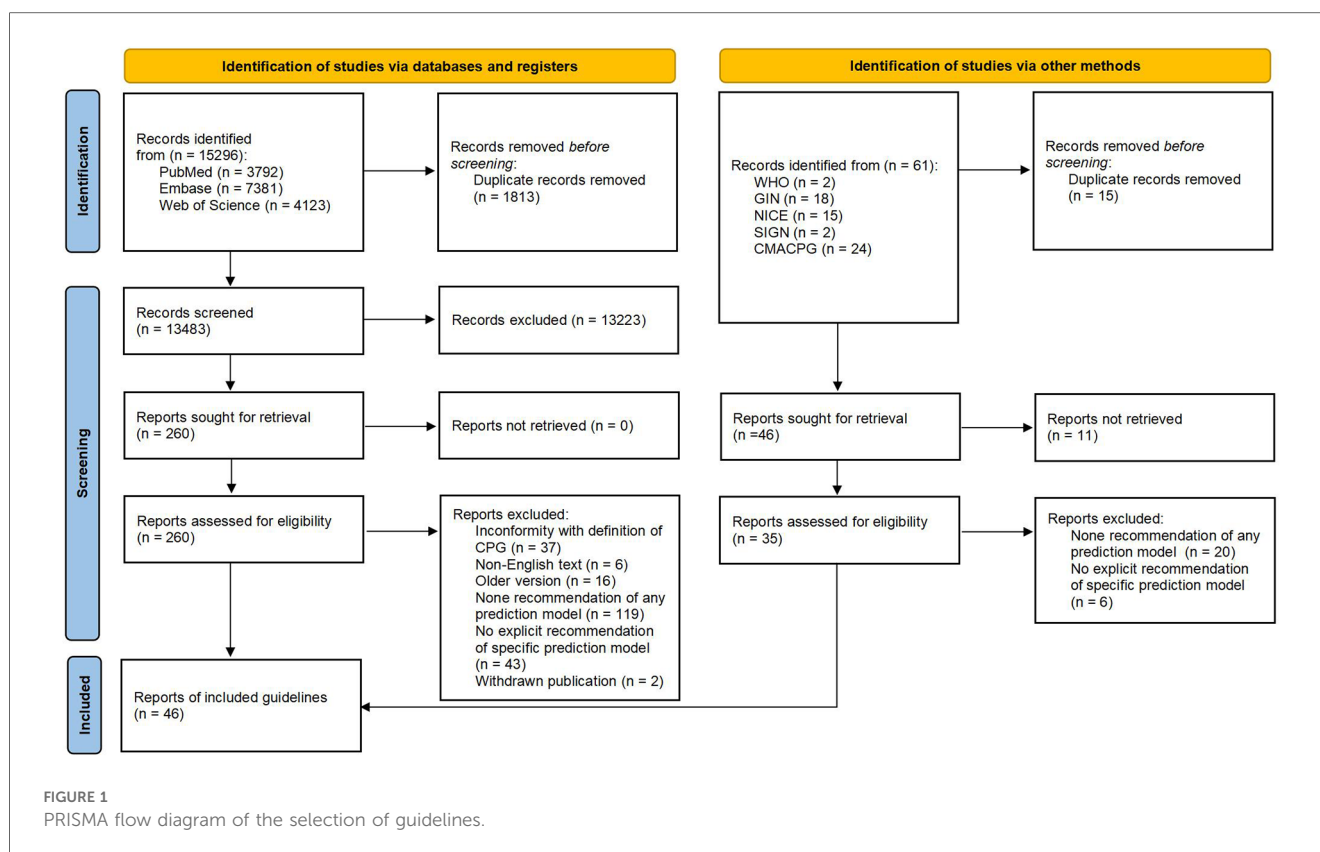 Identification of studies via databases and registers
Identification of studies via other methods
Identification
Records identified
from (n = 15296):
PubMed (n = 3792)
Embase (n = 7381)
Web of Science (n = 4123)
Records removed before
screening:
Duplicate records removed
(n = 1813)
Records identified from (n = 61):
WHO (n = 2)
GIN (n = 18)
NICE (n = 15)
SIGN (n = 2)
CMACPG (n = 24)
Records removed before
screening:
Duplicate records removed
(n = 15)
Screening
Records screened
(n = 13483)
Records excluded (n = 13223)
Reports sought for retrieval
(n = 260)
Reports not retrieved (n = 0)
Reports sought for retrieval
(n =46)
Reports not retrieved
(n = 11)
Reports assessed for eligibility
(n = 260)
Reports excluded:
Inconformity with definition of
CPG (n = 37)
Non-English text (n = 6)
Older version (n = 16)
None recommendation of any
prediction model (n = 119)
No explicit recommendation
of specific prediction model
(n = 43)
Withdrawn publication (n = 2)
Reports assessed for eligibility
(n = 35)
Reports excluded:
None recommendation of any
prediction model (n = 20)
No explicit recommendation
of specific prediction model
(n = 6)
Included
Reports of included guidelines
(n = 46)
FIGURE 1
PRISMA flow diagram of the selection of guidelines.